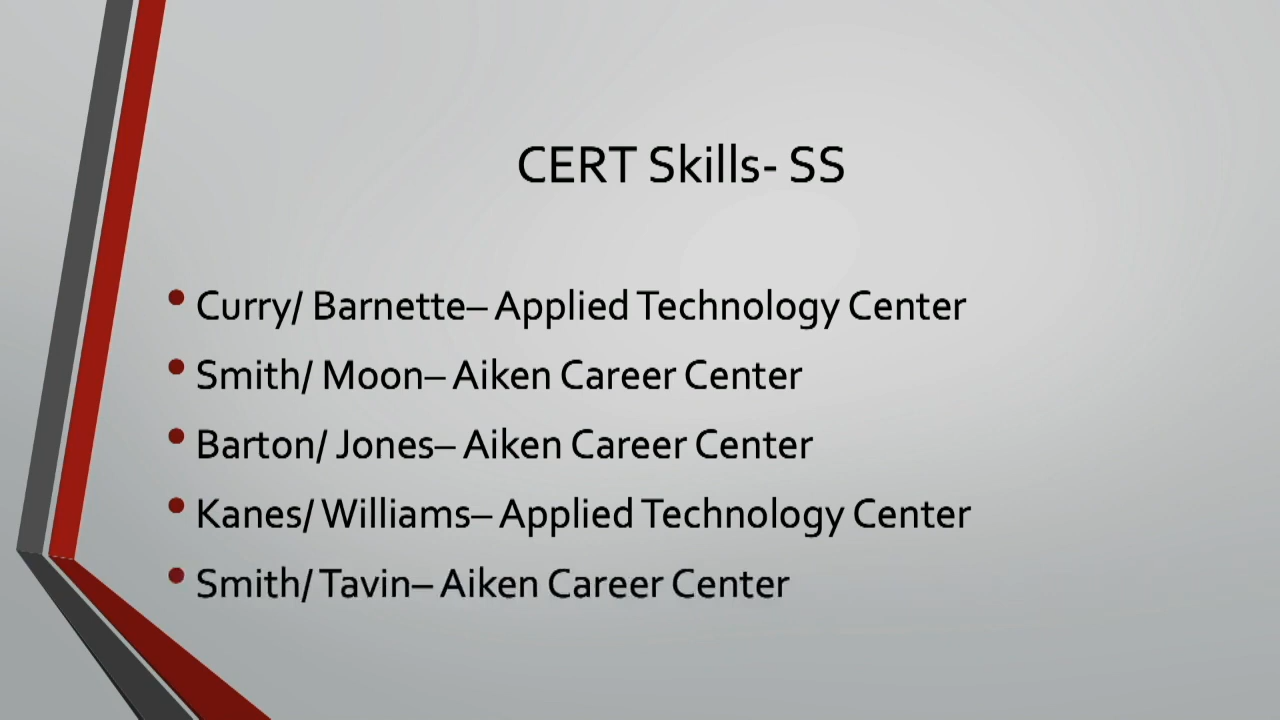 CERT Skills- SS
• Curry/ Barnette– Applied Technology Center
• Smith/ Moon– Aiken Career Center
• Barton/ Jones– Aiken Career Center
• Kanes/ Williams– Applied Technology Center
• Smith/ Tavin– Aiken Career Center